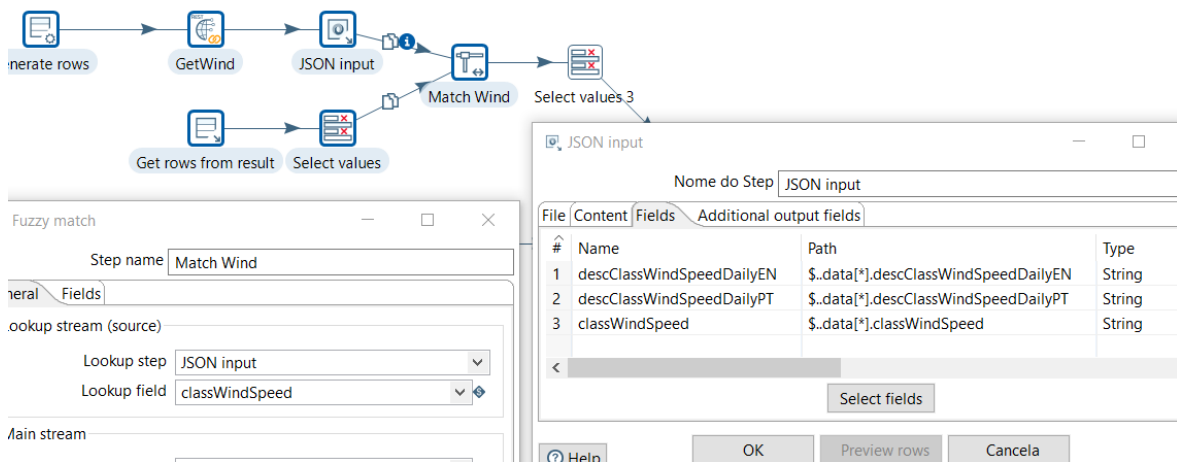 enerate rows
GetWind
JSON input
Match Wind
Select values 3
Get rows from result
Select values
JSON input
Nome do Step JSON input
File Content Fields Additional output fields
# Name Path Type
1 descClassWindSpeedDailyEN $..data[*].descClassWindSpeedDailyEN String
2 descClassWindSpeedDailyPT $..data[*].descClassWindSpeedDailyPT String
3 classWindSpeed $..data[*].classWindSpeed String
Select fields
Help
OK
Preview rows
Cancela
Fuzzy match
Step name Match Wind
neral Fields
ookup stream (source)
Lookup step JSON input
Lookup field classWindSpeed
Main stream